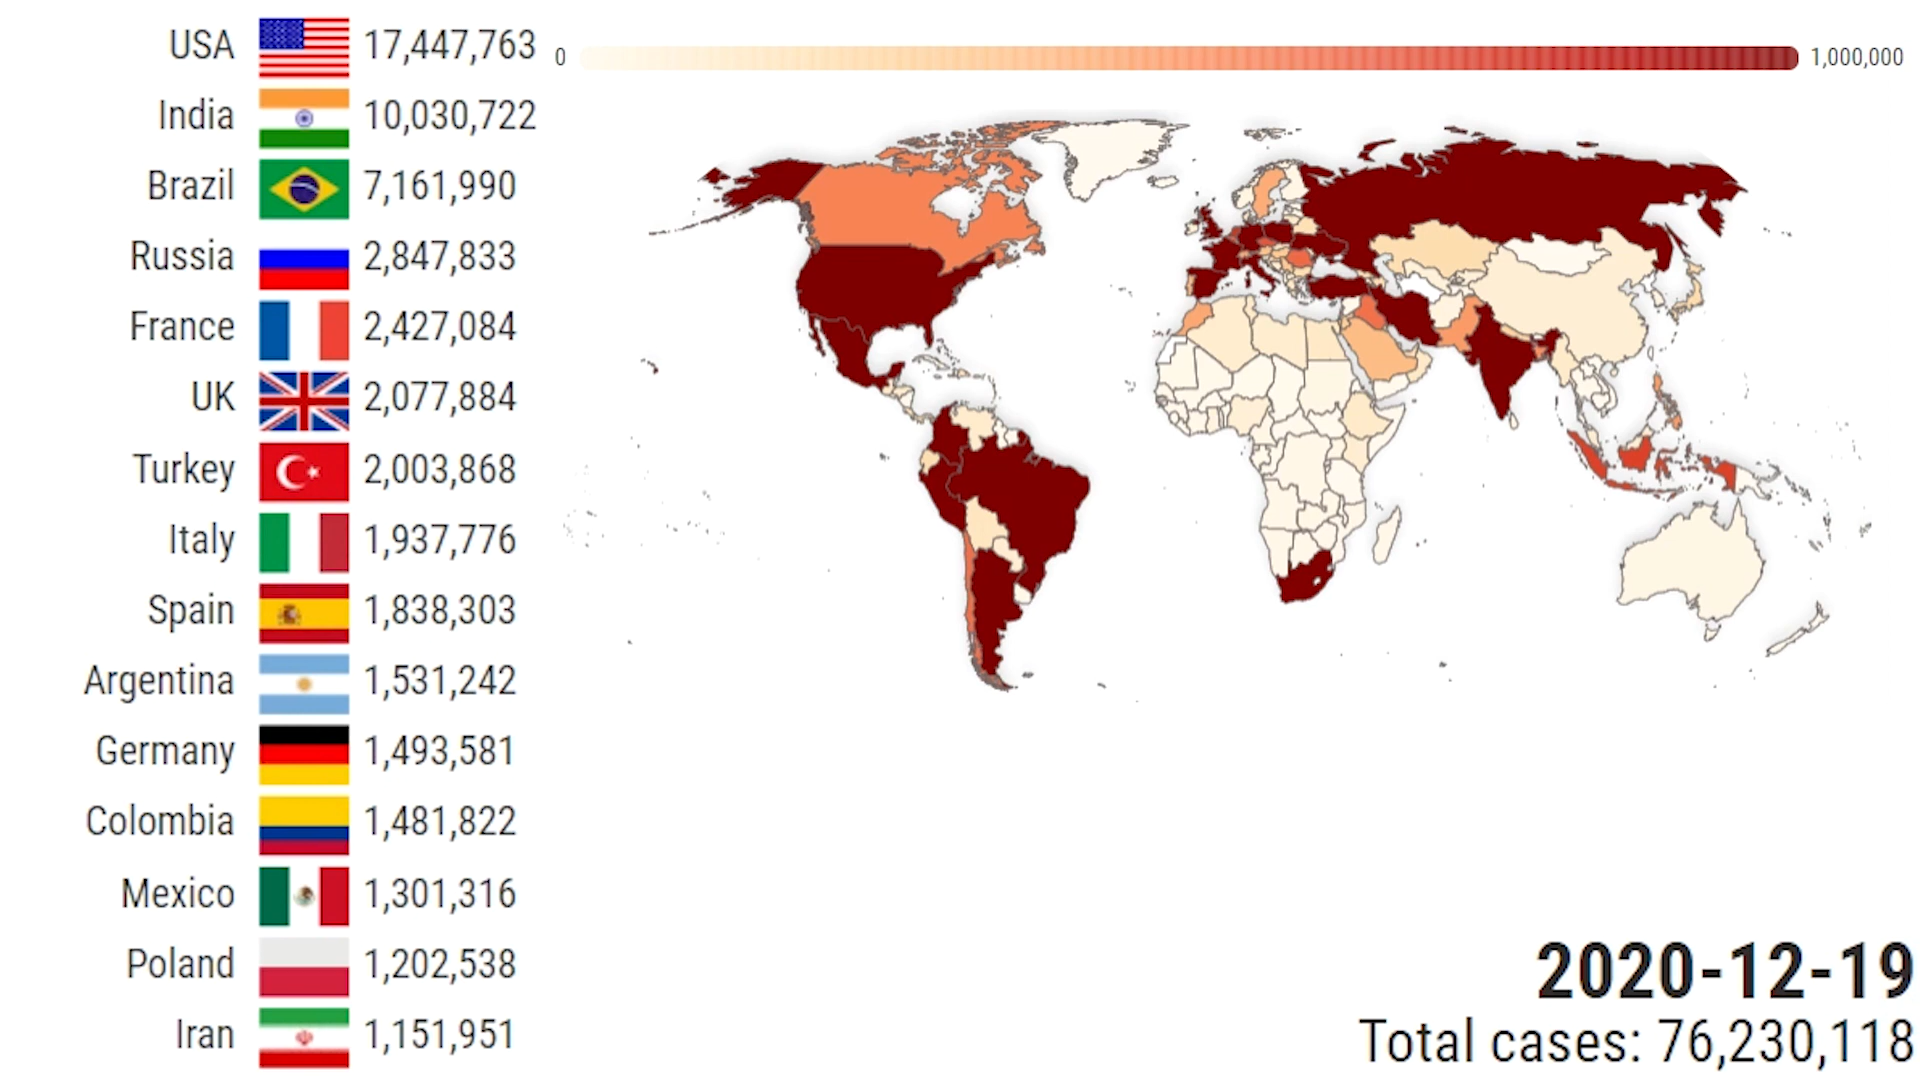 USA 17,447,763
0 1,000,000
India 10,030,722
Brazil 7,161,990
Russia 2,847,833
France 2,427,084
UK 2,077,884
Turkey 2,003,868
Italy 1,937,776
Spain 1,838,303
Argentina 1,531,242
Germany 1,493,581
Colombia 1,481,822
Mexico 1,301,316
Poland 1,202,538
Iran 1,151,951
2020-12-19
Total cases: 76,230,118